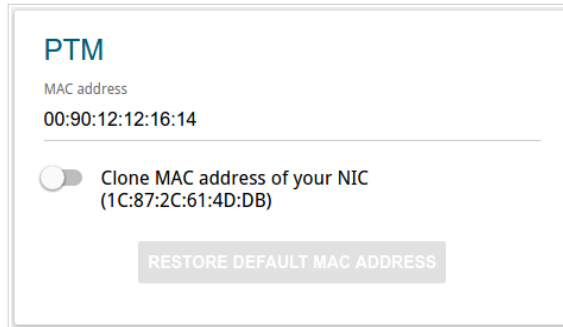 PTM
MAC address
00:90:12:12:16:14
Clone MAC address of your NIC
(1C:87:2C:61:4D:DB)
RESTORE DEFAULT MAC ADDRESS